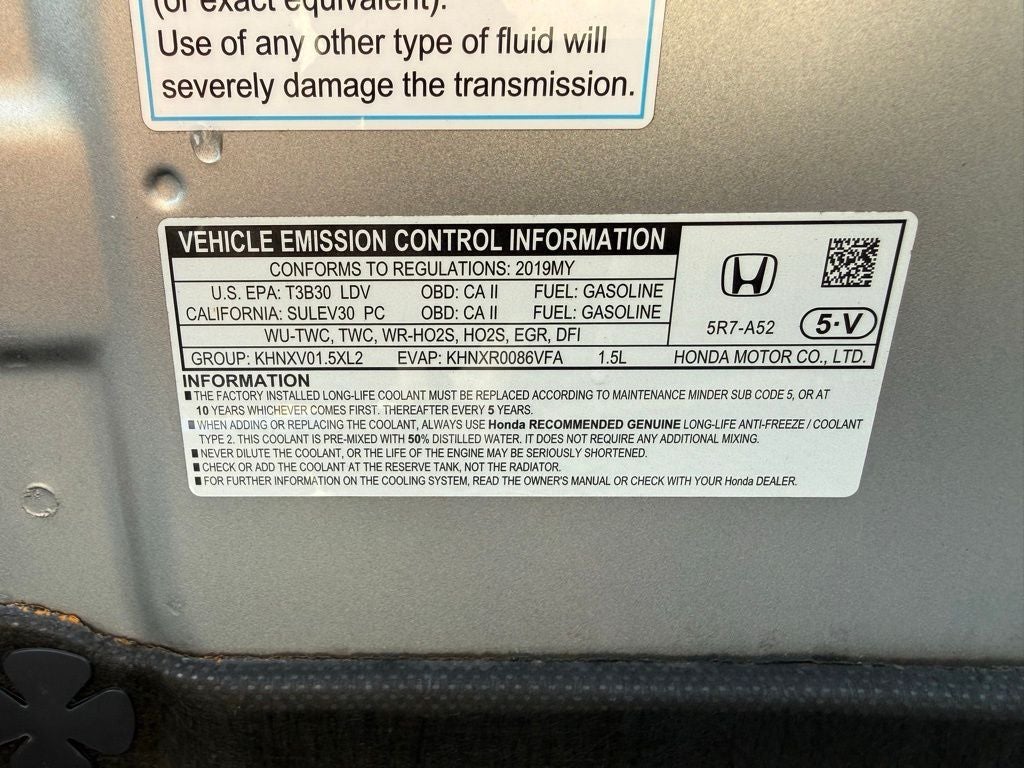 (or exact equivalent).
Use of any other type of fluid will
severely damage the transmission.
VEHICLE EMISSION CONTROL INFORMATION
CONFORMS TO REGULATIONS: 2019MY
U.S. EPA: T3B30 LDV OBD: CA II FUEL: GASOLINE
CALIFORNIA: SULEV30 PC OBD: CA II FUEL: GASOLINE
WU-TWC, TWC, WR-HO2S, HO2S, EGR, DFI
5R7-A52 5·V
GROUP: KHNXV01.5XL2 EVAP: KHNXR0086VFA 1.5L HONDA MOTOR CO., LTD.
INFORMATION
■ THE FACTORY INSTALLED LONG-LIFE COOLANT MUST BE REPLACED ACCORDING TO MAINTENANCE MINDER SUB CODE 5, OR AT
10 YEARS WHICHEVER COMES FIRST. THEREAFTER EVERY 5 YEARS.
■ WHEN ADDING OR REPLACING THE COOLANT, ALWAYS USE Honda RECOMMENDED GENUINE LONG-LIFE ANTI-FREEZE / COOLANT
TYPE 2. THIS COOLANT IS PRE-MIXED WITH 50% DISTILLED WATER. IT DOES NOT REQUIRE ANY ADDITIONAL MIXING.
■ NEVER DILUTE THE COOLANT, OR THE LIFE OF THE ENGINE MAY BE SERIOUSLY SHORTENED.
■ CHECK OR ADD THE COOLANT AT THE RESERVE TANK, NOT THE RADIATOR.
■ FOR FURTHER INFORMATION ON THE COOLING SYSTEM, READ THE OWNER'S MANUAL OR CHECK WITH YOUR Honda DEALER.